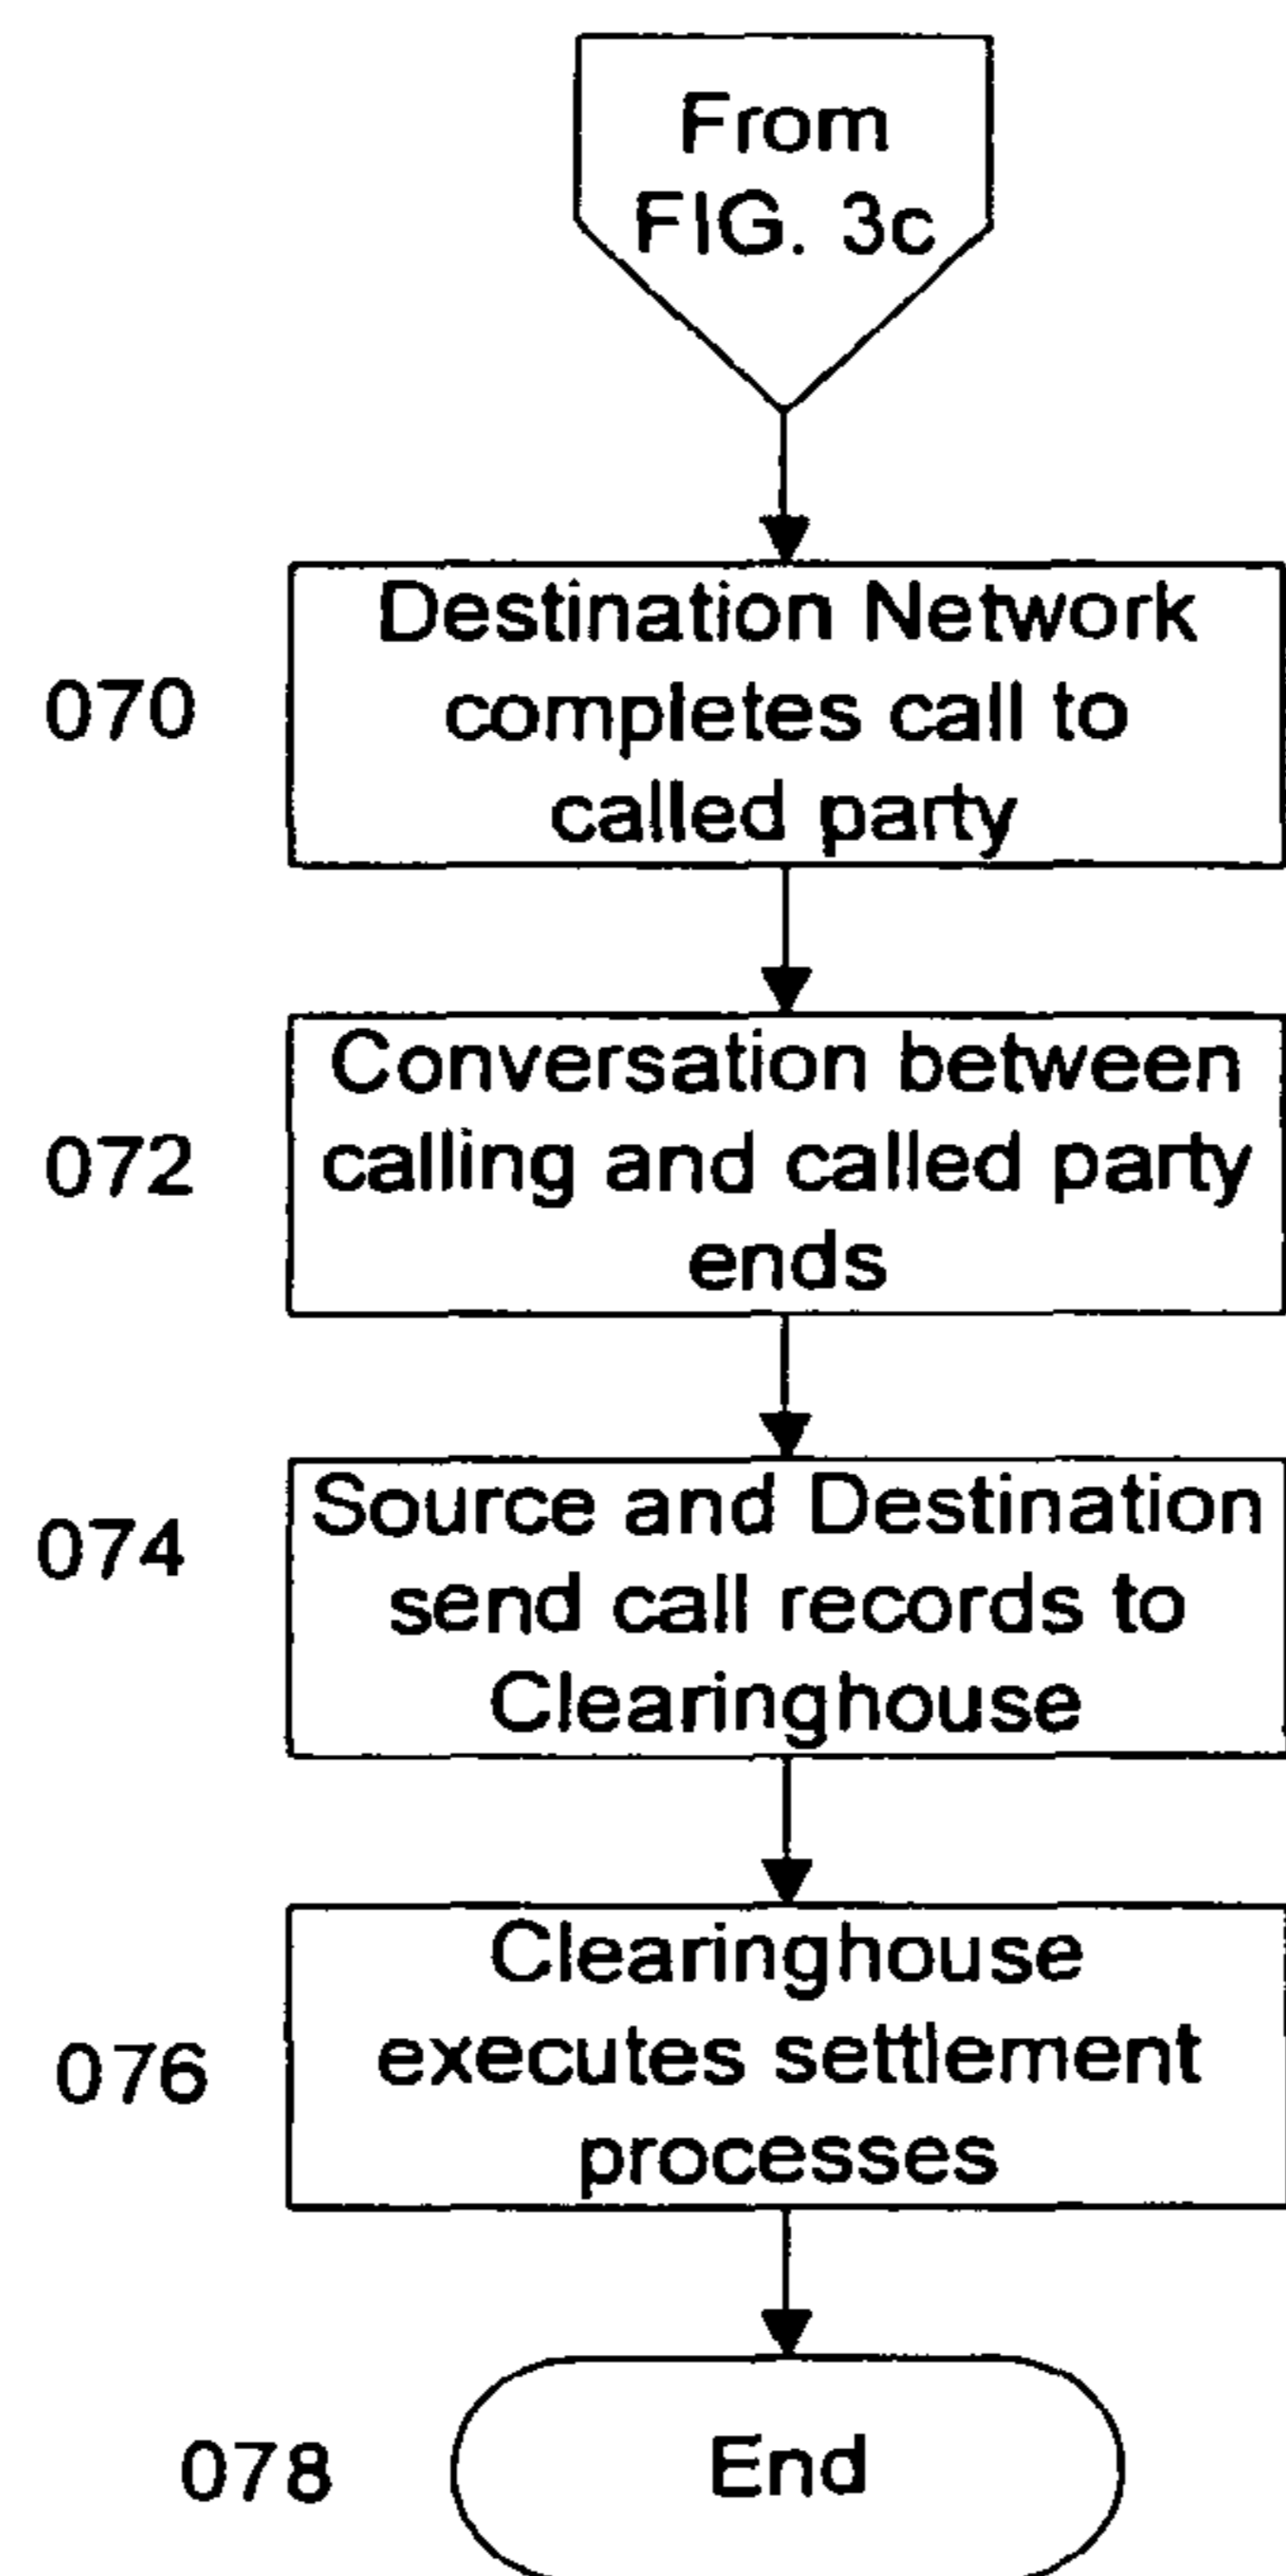 From
FIG. 3c
070
Destination Network
completes call to
called party
072
Conversation between
calling and called party
ends
074
Source and Destination
send call records to
Clearinghouse
076
Clearinghouse
executes settlement
processes
078
End